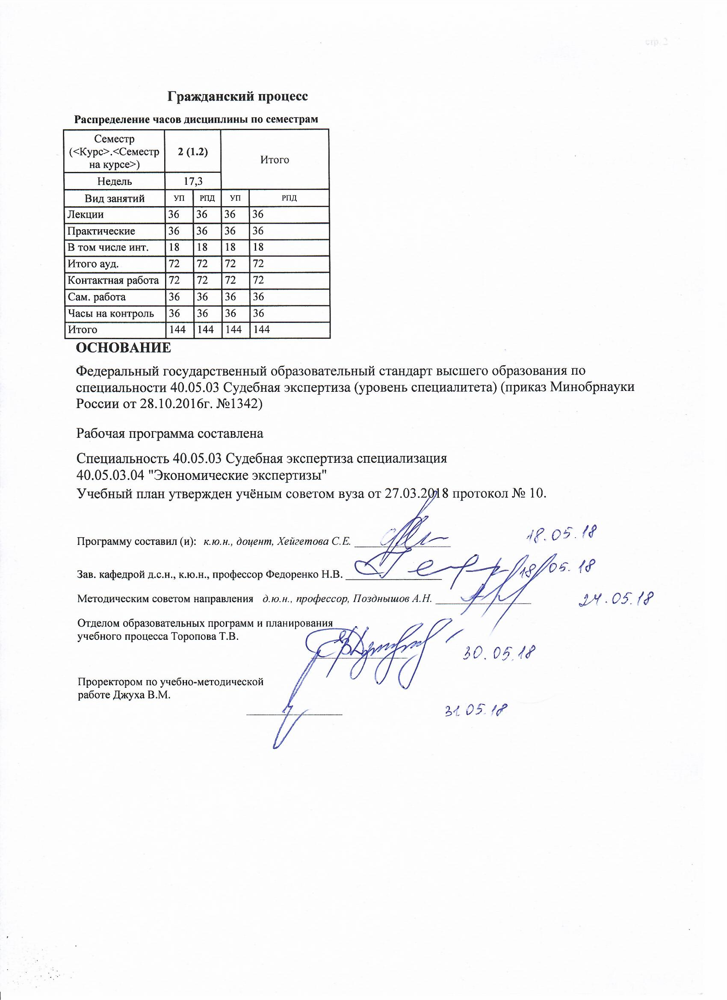 стр. 2
Гражданский процесс
Распределение часов дисциплины по семестрам
Семестр
(<Курс>.<Семестр
на курсе>)
2 (1.2)
Итого
Недель 17,3
Вид занятий УП РПД УП РПД
Лекции 36 36 36 36
Практические 36 36 36 36
В том числе инт. 18 18 18 18
Итого ауд. 72 72 72 72
Контактная работа 72 72 72 72
Сам. работа 36 36 36 36
Часы на контроль 36 36 36 36
Итого 144 144 144 144
ОСНОВАНИЕ
Федеральный государственный образовательный стандарт высшего образования по
специальности 40.05.03 Судебная экспертиза (уровень специалитета) (приказ Минобрнауки
России от 28.10.2016г. №1342)
Рабочая программа составлена
Специальность 40.05.03 Судебная экспертиза специализация
40.05.03.04 "Экономические экспертизы"
Учебный план утвержден учёным советом вуза от 27.03.2018 протокол № 10.
Программу составил (и): к.ю.н., доцент, Хейгетова С.Е. 18.05.18
Зав. кафедрой д.с.н., к.ю.н., профессор Федоренко Н.В. 18.05.18
Методическим советом направления д.ю.н., профессор, Позднышов А.Н. 24.05.18
Отделом образовательных программ и планирования
учебного процесса Торопова Т.В.
30.05.18
Проректором по учебно-методической
работе Джуха В.М.
31.05.18